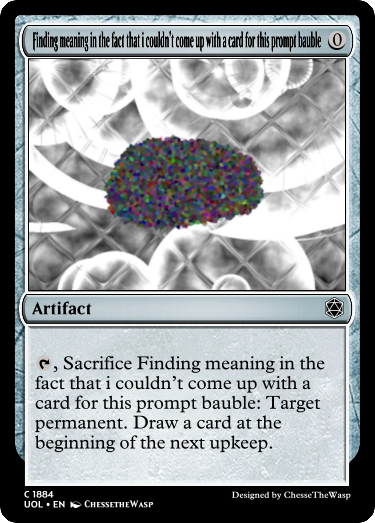 Finding meaning in the fact that i couldn't come up with a card for this prompt bauble 0
Artifact
, Sacrifice Finding meaning in the
fact that i couldn't come up with a
card for this prompt bauble: Target
permanent. Draw a card at the
beginning of the next upkeep.
C 1884
UOL • EN CHESSETHEWASP
Designed by ChesseTheWasp